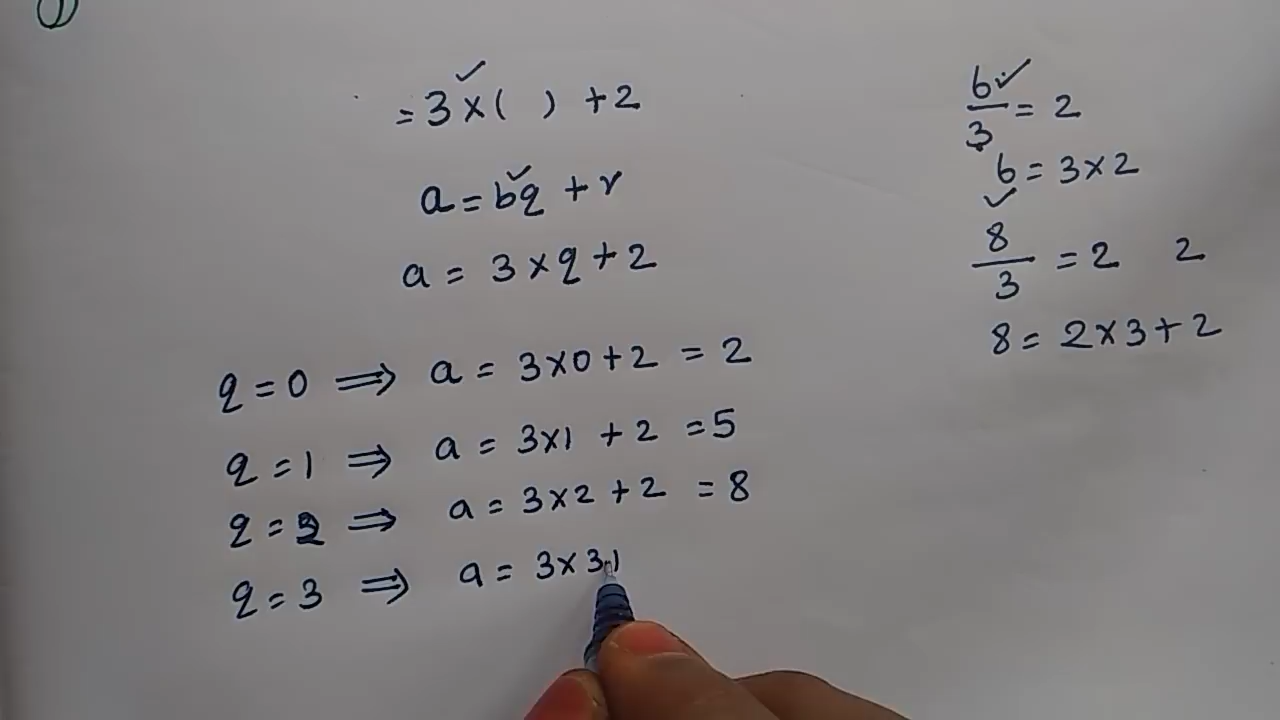 1
= 3 × ( ) + 2
a = bq + r
a = 3 × q + 2
q = 0 ⟹ a = 3×0 + 2 = 2
q = 1 ⟹ a = 3×1 + 2 = 5
q = 2 ⟹ a = 3×2 + 2 = 8
q = 3 ⟹ a = 3×3
6/3 = 2
6 = 3×2
8/3 = 2 2
8 = 2×3 + 2